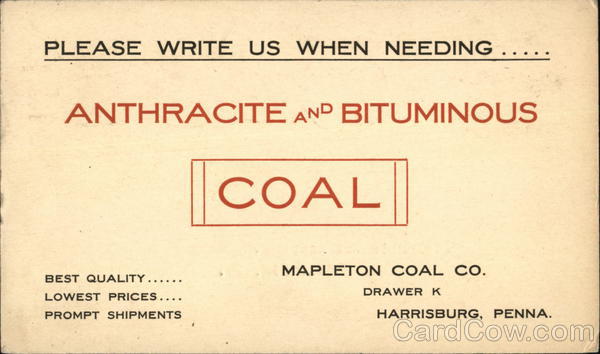 PLEASE WRITE US WHEN NEEDING .....
ANTHRACITE AND BITUMINOUS
COAL
BEST QUALITY......
LOWEST PRICES....
PROMPT SHIPMENTS
MAPLETON COAL CO.
DRAWER K
HARRISBURG, PENNA.
CardCow.com